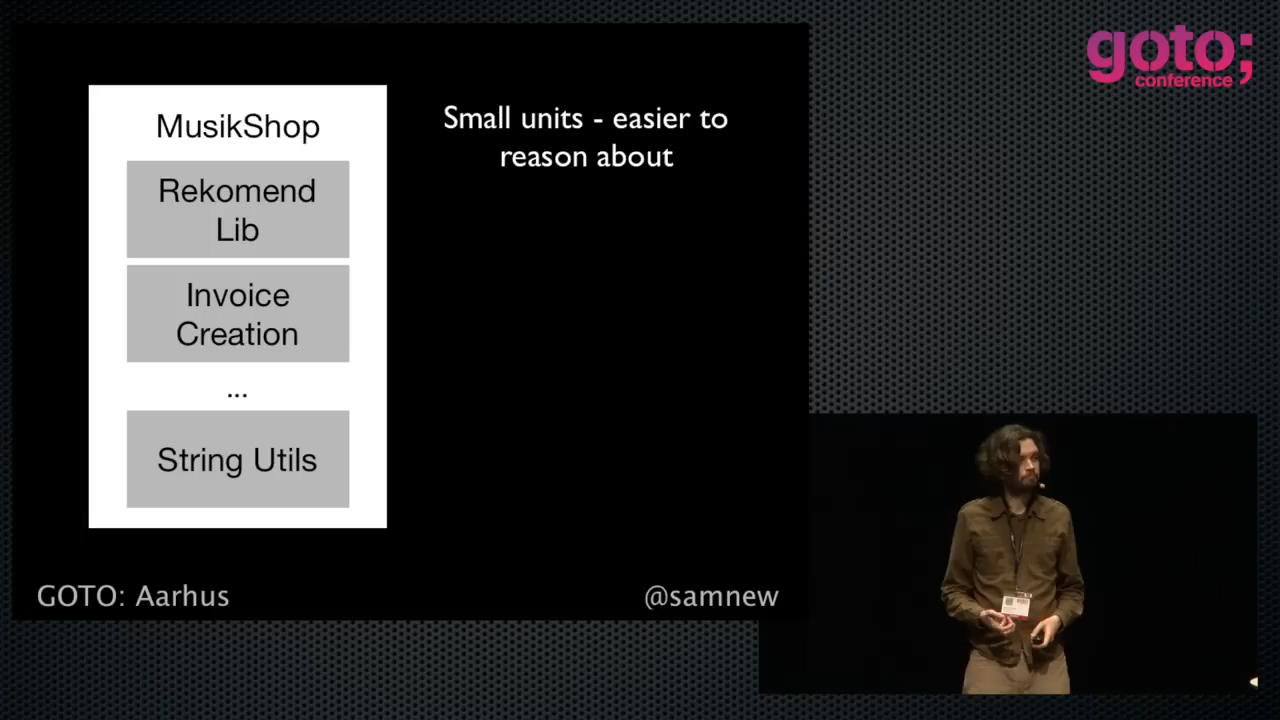 goto;
conference
MusikShop
Rekomend
Lib
Invoice
Creation
...
String Utils
Small units - easier to
reason about
GOTO: Aarhus
@samnew